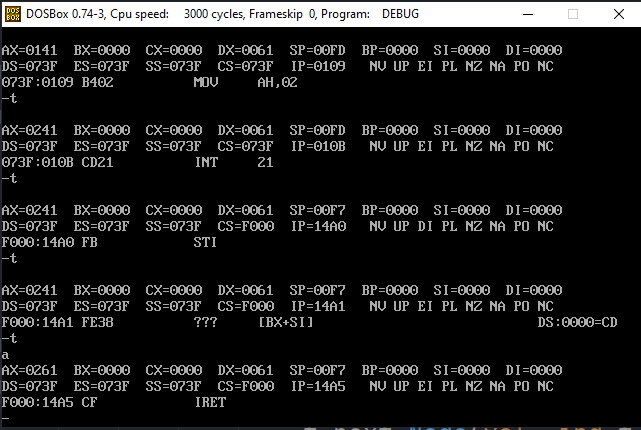 DOSBox 0.74-3, Cpu speed: 3000 cycles, Frameskip 0, Program: DEBUG
AX=0141 BX=0000 CX=0000 DX=0061 SP=00FD BP=0000 SI=0000 DI=0000
DS=073F ES=073F SS=073F CS=073F IP=0109 NV UP EI PL NZ NA PO NC
073F:0109 B402 MOV AH,02
-t
AX=0241 BX=0000 CX=0000 DX=0061 SP=00FD BP=0000 SI=0000 DI=0000
DS=073F ES=073F SS=073F CS=073F IP=010B NV UP EI PL NZ NA PO NC
073F:010B CD21 INT 21
-t
AX=0241 BX=0000 CX=0000 DX=0061 SP=00F7 BP=0000 SI=0000 DI=0000
DS=073F ES=073F SS=073F CS=F000 IP=14A0 NV UP DI PL NZ NA PO NC
F000:14A0 FB STI
-t
AX=0241 BX=0000 CX=0000 DX=0061 SP=00F7 BP=0000 SI=0000 DI=0000
DS=073F ES=073F SS=073F CS=F000 IP=14A1 NV UP EI PL NZ NA PO NC
F000:14A1 FE38 ??? [BX+SI] DS:0000=CD
-t
a
AX=0261 BX=0000 CX=0000 DX=0061 SP=00F7 BP=0000 SI=0000 DI=0000
DS=073F ES=073F SS=073F CS=F000 IP=14A5 NV UP EI PL NZ NA PO NC
F000:14A5 CF IRET
-